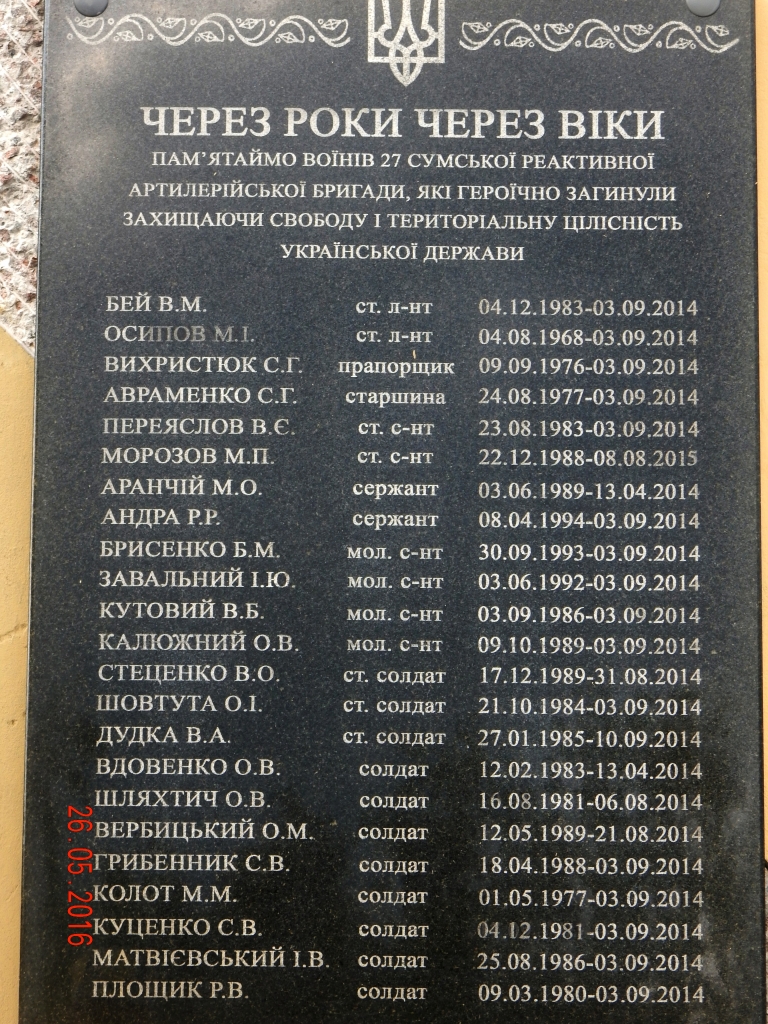 ЧЕРЕЗ РОКИ ЧЕРЕЗ ВІКИ
ПАМ’ЯТАЙМО ВОЇНІВ 27 СУМСЬКОЇ РЕАКТИВНОЇ
АРТИЛЕРІЙСЬКОЇ БРИГАДИ, ЯКІ ГЕРОЇЧНО ЗАГИНУЛИ
ЗАХИЩАЮЧИ СВОБОДУ І ТЕРИТОРІАЛЬНУ ЦІЛІСНІСТЬ
УКРАЇНСЬКОЇ ДЕРЖАВИ
БЕЙ В.М. ст. л-нт 04.12.1983-03.09.2014
ОСИПОВ М.І. ст. л-нт 04.08.1968-03.09.2014
ВИХРИСТЮК С.Г. прапорщик 09.09.1976-03.09.2014
АВРАМЕНКО С.Г. старшина 24.08.1977-03.09.2014
ПЕРЕЯСЛОВ В.Є. ст. с-нт 23.08.1983-03.09.2014
МОРОЗОВ М.П. ст. с-нт 22.12.1988-08.08.2015
АРАНЧІЙ М.О. сержант 03.06.1989-13.04.2014
АНДРА Р.Р. сержант 08.04.1994-03.09.2014
БРИСЕНКО Б.М. мол. с-нт 30.09.1993-03.09.2014
ЗАВАЛЬНИЙ І.Ю. мол. с-нт 03.06.1992-03.09.2014
КУТОВИЙ В.Б. мол. с-нт 03.09.1986-03.09.2014
КАЛЮЖНИЙ О.В. мол. с-нт 09.10.1989-03.09.2014
СТЕЦЕНКО В.О. ст. солдат 17.12.1989-31.08.2014
ШОВТУТА О.І. ст. солдат 21.10.1984-03.09.2014
ДУДКА В.А. ст. солдат 27.01.1985-10.09.2014
ВДОВЕНКО О.В. солдат 12.02.1983-13.04.2014
ШЛЯХТИЧ О.В. солдат 16.08.1981-06.08.2014
ВЕРБИЦЬКИЙ О.М. солдат 12.05.1989-21.08.2014
ГРИБЕННИК С.В. солдат 18.04.1988-03.09.2014
КОЛОТ М.М. солдат 01.05.1977-03.09.2014
КУЦЕНКО С.В. солдат 04.12.1981-03.09.2014
МАТВІЄВСЬКИЙ І.В. солдат 25.08.1986-03.09.2014
ПЛОЩИК Р.В. солдат 09.03.1980-03.09.2014
26.05.2016